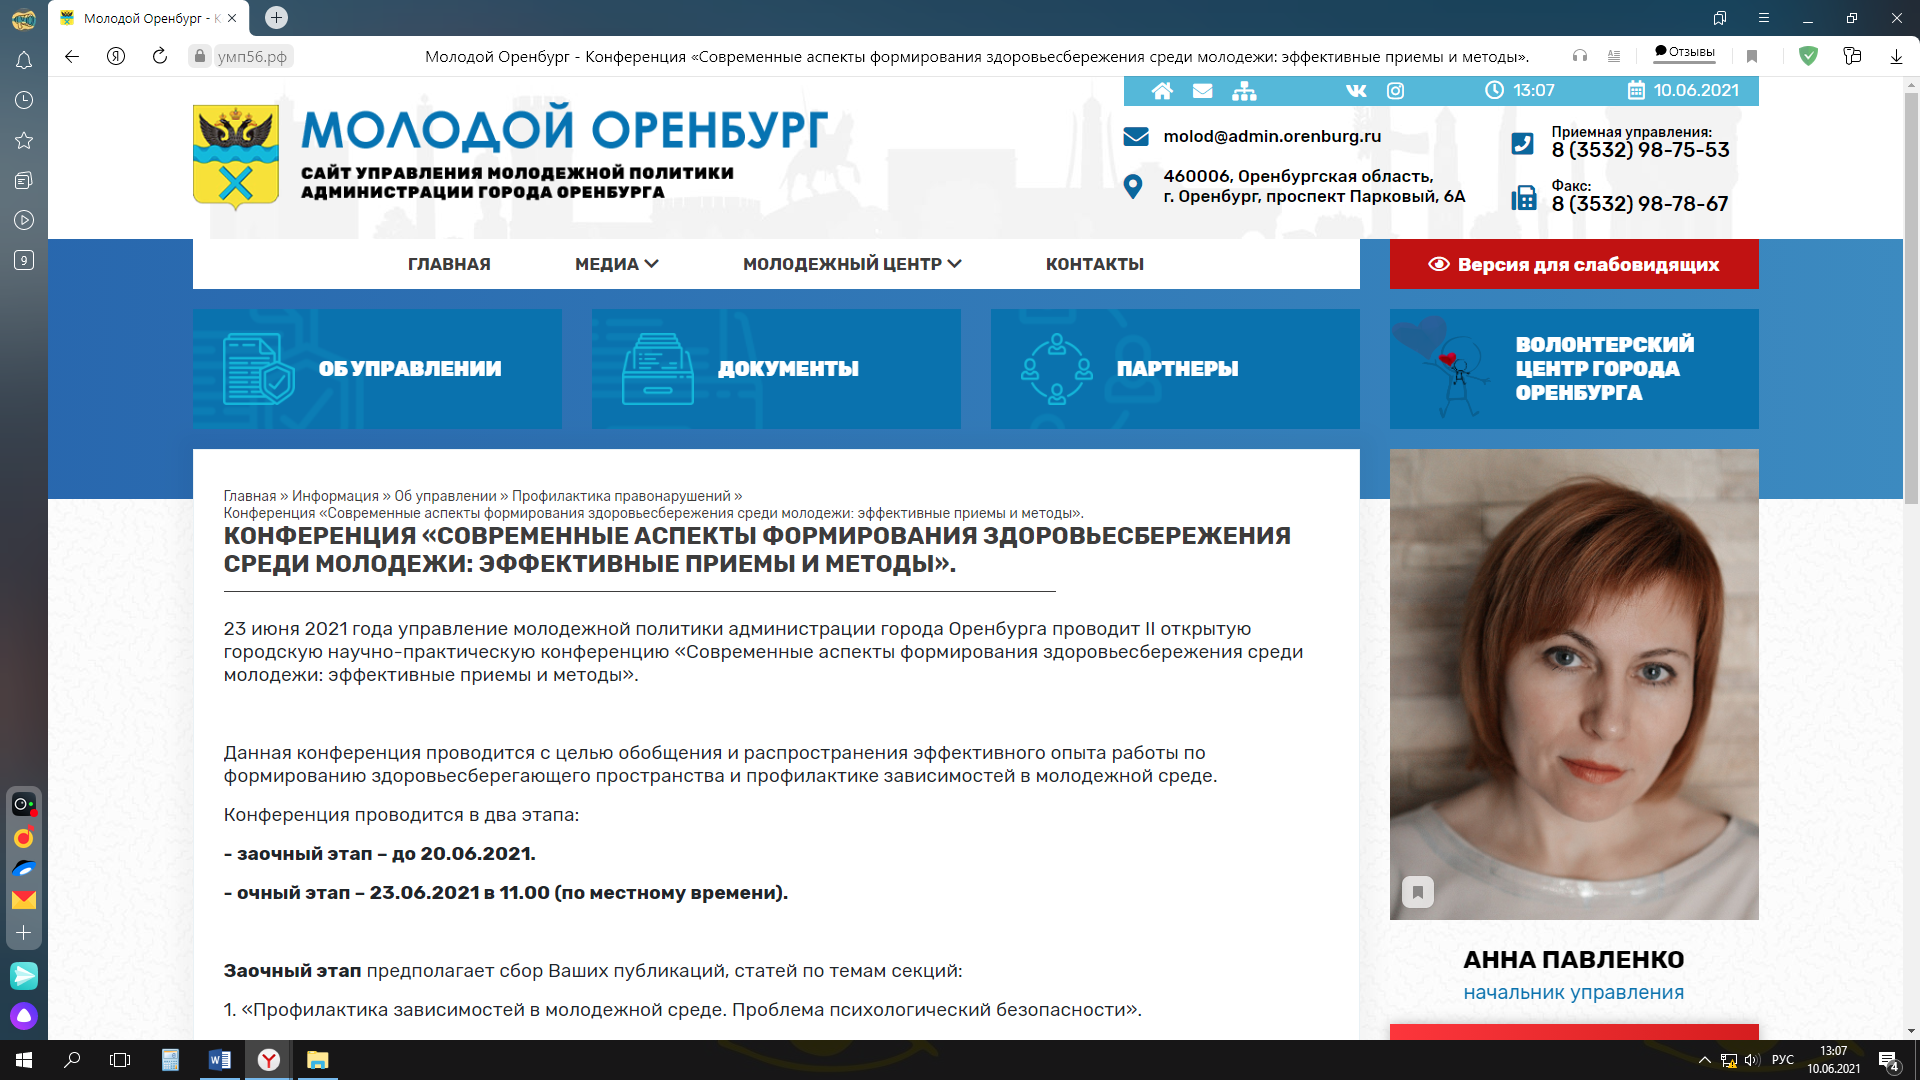 Молодой Оренбург - К
умп56.рф
Молодой Оренбург - Конференция «Современные аспекты формирования здоровьесбережения среди молодежи: эффективные приемы и методы».
Отзывы
9
13:07
10.06.2021
МОЛОДОЙ ОРЕНБУРГ
САЙТ УПРАВЛЕНИЯ МОЛОДЕЖНОЙ ПОЛИТИКИ
АДМИНИСТРАЦИИ ГОРОДА ОРЕНБУРГА
molod@admin.orenburg.ru
460006, Оренбургская область,
г. Оренбург, проспект Парковый, 6А
Приемная управления:
8 (3532) 98-75-53
Факс:
8 (3532) 98-78-67
ГЛАВНАЯ
МЕДИА
МОЛОДЕЖНЫЙ ЦЕНТР
КОНТАКТЫ
Версия для слабовидящих
ОБ УПРАВЛЕНИИ
ДОКУМЕНТЫ
ПАРТНЕРЫ
ВОЛОНТЕРСКИЙ
ЦЕНТР ГОРОДА
ОРЕНБУРГА
Главная » Информация » Об управлении » Профилактика правонарушений »
Конференция «Современные аспекты формирования здоровьесбережения среди молодежи: эффективные приемы и методы».
КОНФЕРЕНЦИЯ «СОВРЕМЕННЫЕ АСПЕКТЫ ФОРМИРОВАНИЯ ЗДОРОВЬЕСБЕРЕЖЕНИЯ
СРЕДИ МОЛОДЕЖИ: ЭФФЕКТИВНЫЕ ПРИЕМЫ И МЕТОДЫ».
23 июня 2021 года управление молодежной политики администрации города Оренбурга проводит II открытую
городскую научно-практическую конференцию «Современные аспекты формирования здоровьесбережения среди
молодежи: эффективные приемы и методы».
Данная конференция проводится с целью обобщения и распространения эффективного опыта работы по
формированию здоровьесберегающего пространства и профилактике зависимостей в молодежной среде.
Конференция проводится в два этапа:
- заочный этап – до 20.06.2021.
- очный этап – 23.06.2021 в 11.00 (по местному времени).
Заочный этап предполагает сбор Ваших публикаций, статей по темам секций:
1. «Профилактика зависимостей в молодежной среде. Проблема психологический безопасности».
АННА ПАВЛЕНКО
начальник управления
РУС
13:07
10.06.2021
4